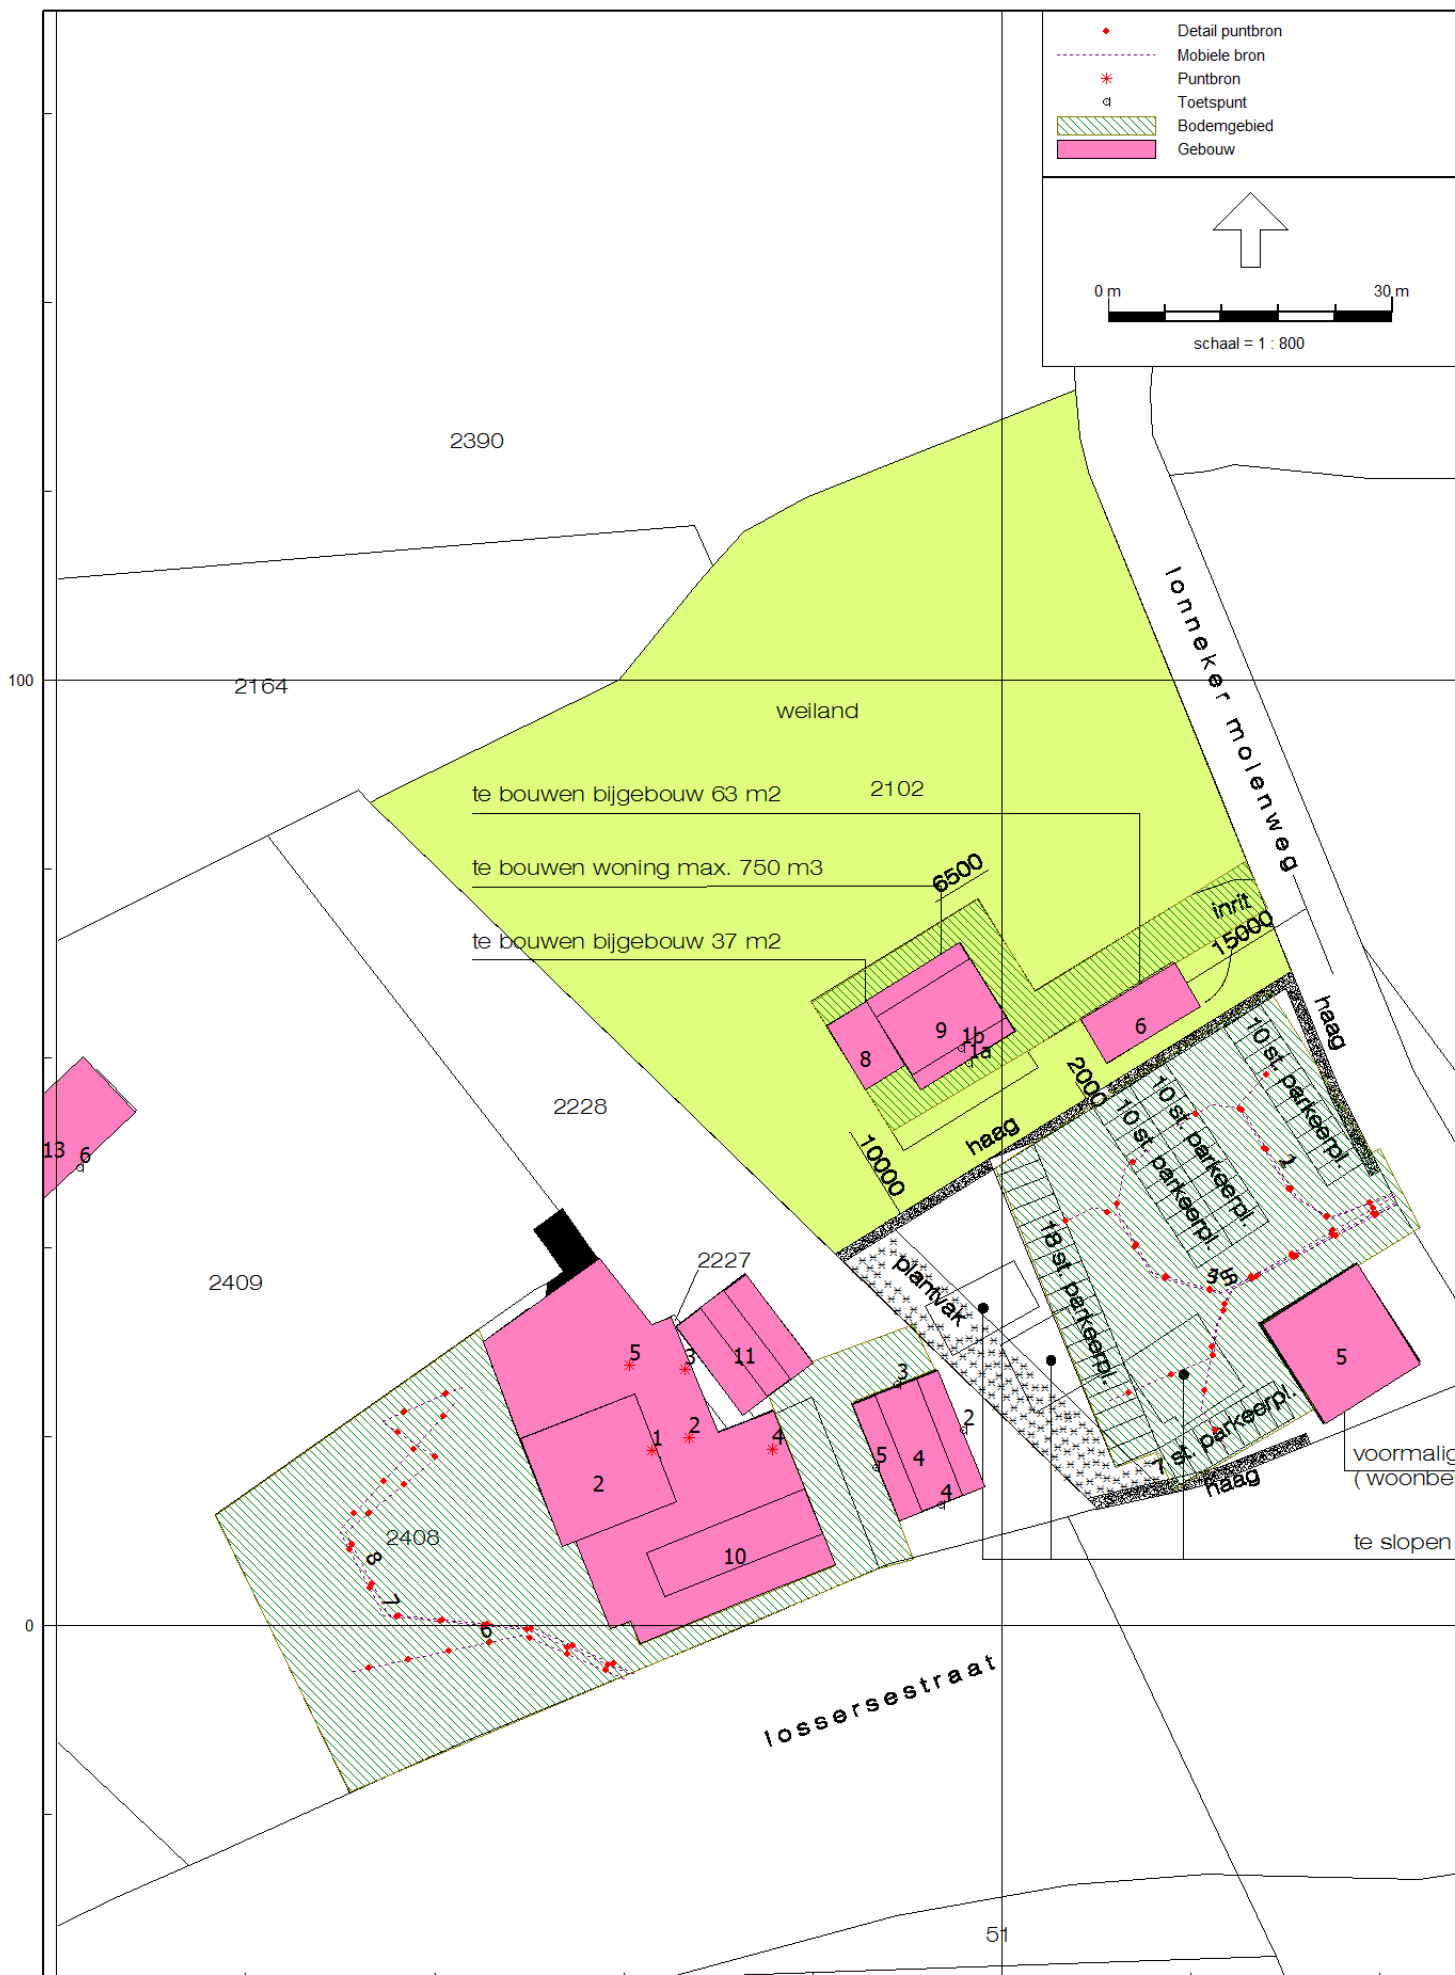 Detail puntbron
Mobiele bron
Puntbron
Toetspunt
Bodemgebied
Gebouw
0 m 30 m
schaal = 1 : 800
2390
lonneker molenweg
100
2164
weiland
te bouwen bijgebouw 63 m2
2102
te bouwen woning max. 750 m3
6500
te bouwen bijgebouw 37 m2
inrit
15000
haag
9
1b
1a
8
6
2000
10 st. parkeerpl.
10 st. parkeerpl.
10 st. parkeerpl.
2228
haag
10000
13
6
2
18 st. parkeerpl.
2409
2227
plantvak
5
3
11
3
5
7 st. parkeerpl.
haag
1
2
4
2
5
4
4
2
voormalig
(woonbe
2408
10
te slopen
8
7
6
0
lossersestraat
51